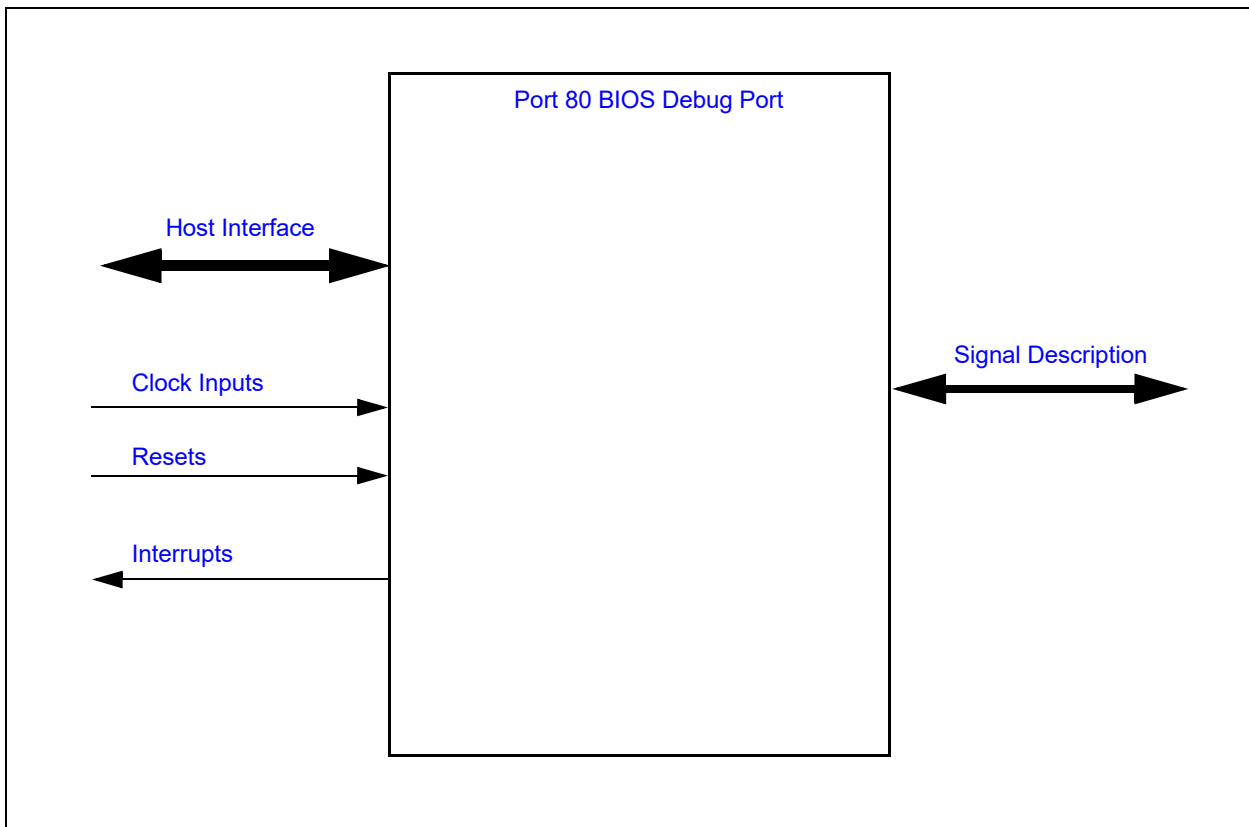 Port 80 BIOS Debug Port
Host Interface
Signal Description
Clock Inputs
Resets
Interrupts